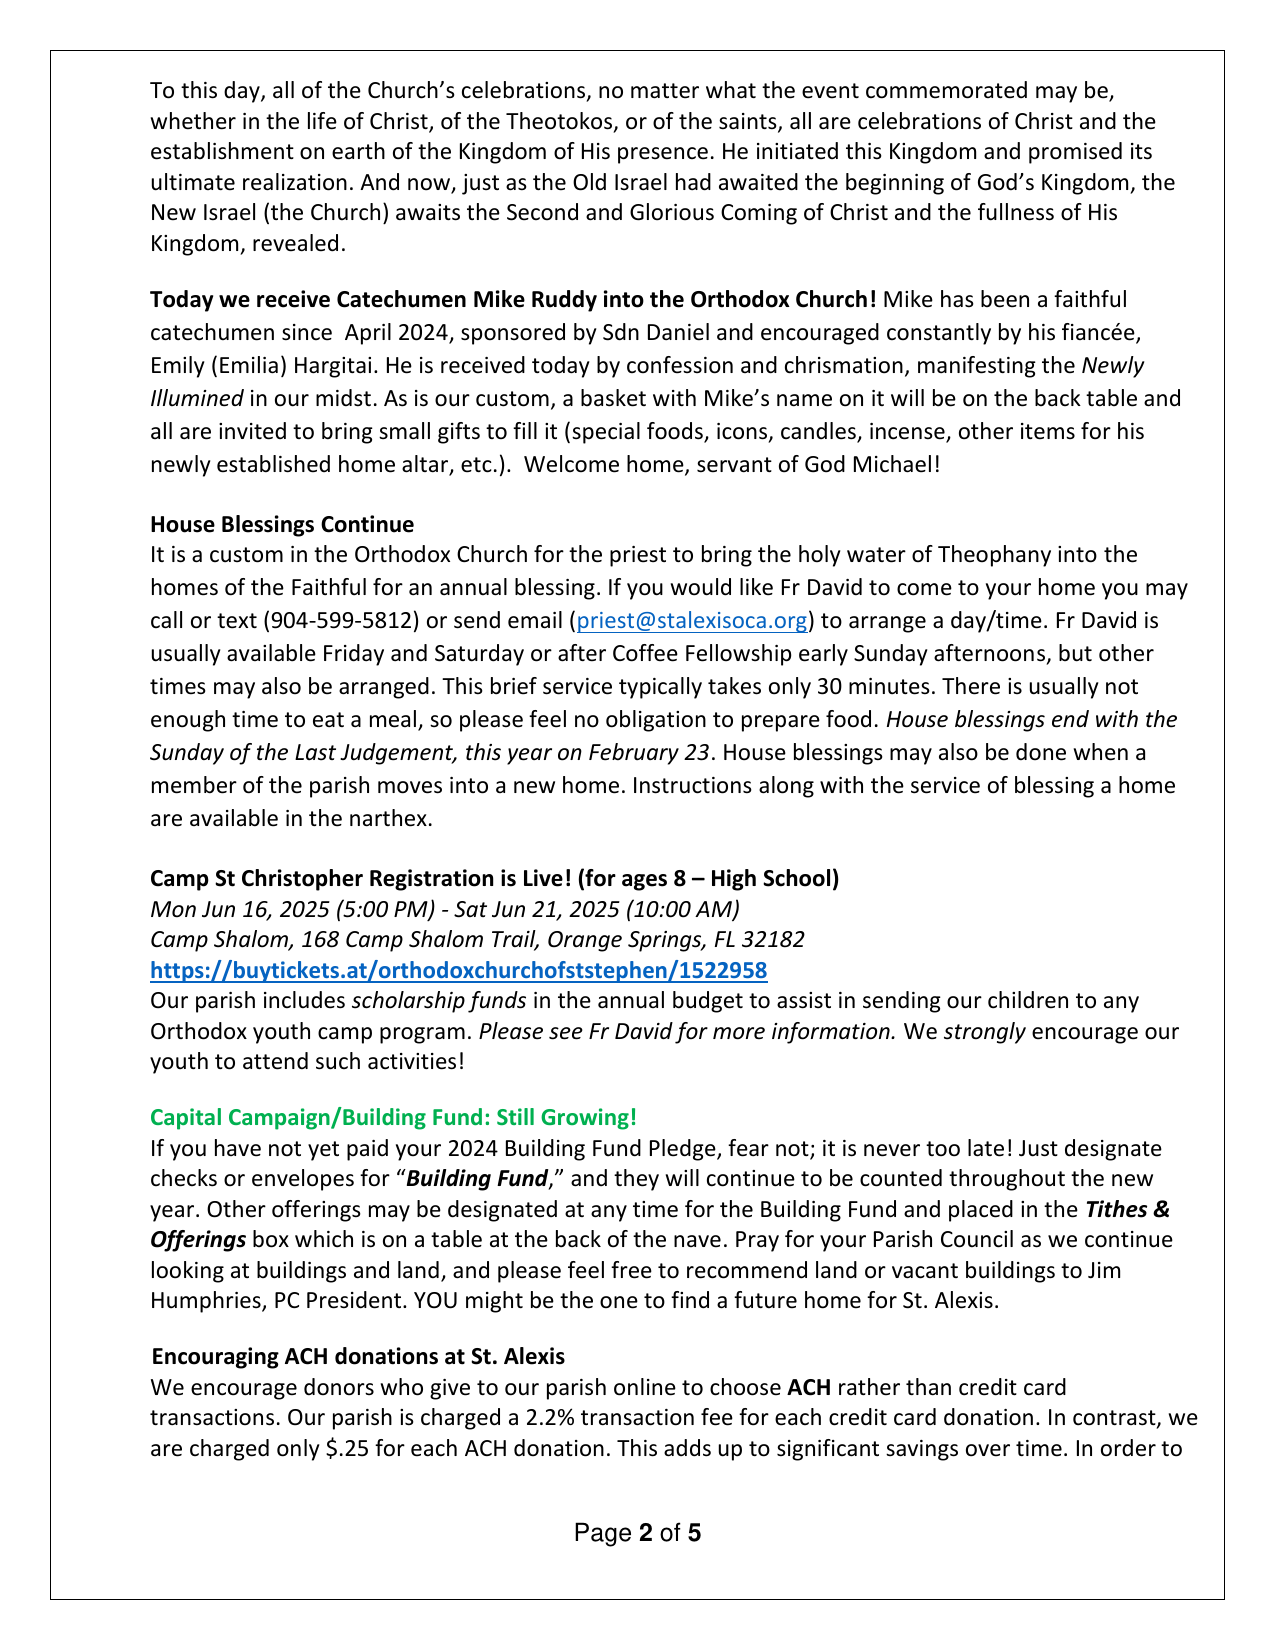 To this day, all of the Church’s celebrations, no matter what the event commemorated may be,
whether in the life of Christ, of the Theotokos, or of the saints, all are celebrations of Christ and the
establishment on earth of the Kingdom of His presence. He initiated this Kingdom and promised its
ultimate realization. And now, just as the Old Israel had awaited the beginning of God’s Kingdom, the
New Israel (the Church) awaits the Second and Glorious Coming of Christ and the fullness of His
Kingdom, revealed.
Today we receive Catechumen Mike Ruddy into the Orthodox Church! Mike has been a faithful
catechumen since  April 2024, sponsored by Sdn Daniel and encouraged constantly by his fiancée,
Emily (Emilia) Hargitai. He is received today by confession and chrismation, manifesting the Newly
Illumined in our midst. As is our custom, a basket with Mike’s name on it will be on the back table and
all are invited to bring small gifts to fill it (special foods, icons, candles, incense, other items for his
newly established home altar, etc.).  Welcome home, servant of God Michael!
House Blessings Continue
It is a custom in the Orthodox Church for the priest to bring the holy water of Theophany into the
homes of the Faithful for an annual blessing. If you would like Fr David to come to your home you may
call or text (904-599-5812) or send email (priest@stalexisoca.org) to arrange a day/time. Fr David is
usually available Friday and Saturday or after Coffee Fellowship early Sunday afternoons, but other
times may also be arranged. This brief service typically takes only 30 minutes. There is usually not
enough time to eat a meal, so please feel no obligation to prepare food. House blessings end with the
Sunday of the Last Judgement, this year on February 23. House blessings may also be done when a
member of the parish moves into a new home. Instructions along with the service of blessing a home
are available in the narthex.
Camp St Christopher Registration is Live! (for ages 8 – High School)
Mon Jun 16, 2025 (5:00 PM) - Sat Jun 21, 2025 (10:00 AM)
Camp Shalom, 168 Camp Shalom Trail, Orange Springs, FL 32182
https://buytickets.at/orthodoxchurchofststephen/1522958
Our parish includes scholarship funds in the annual budget to assist in sending our children to any
Orthodox youth camp program. Please see Fr David for more information. We strongly encourage our
youth to attend such activities!
Capital Campaign/Building Fund: Still Growing!
If you have not yet paid your 2024 Building Fund Pledge, fear not; it is never too late! Just designate
checks or envelopes for “Building Fund,” and they will continue to be counted throughout the new
year. Other offerings may be designated at any time for the Building Fund and placed in the Tithes &
Offerings box which is on a table at the back of the nave. Pray for your Parish Council as we continue
looking at buildings and land, and please feel free to recommend land or vacant buildings to Jim
Humphries, PC President. YOU might be the one to find a future home for St. Alexis.
Encouraging ACH donations at St. Alexis
We encourage donors who give to our parish online to choose ACH rather than credit card
transactions. Our parish is charged a 2.2% transaction fee for each credit card donation. In contrast, we
are charged only $.25 for each ACH donation. This adds up to significant savings over time. In order to
Page 2 of 5